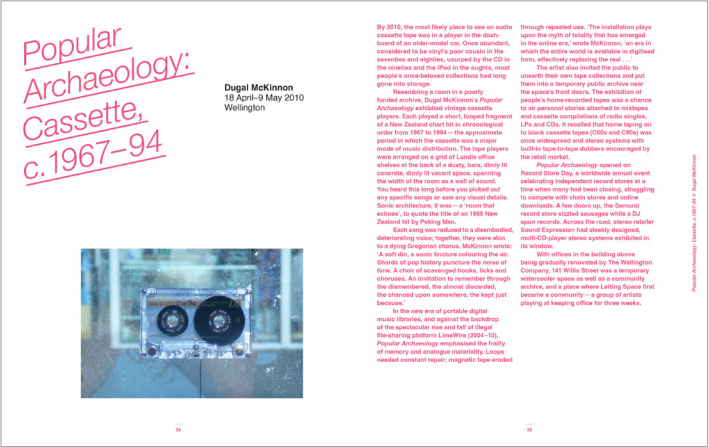 Popular
Archaeology:
Cassette,
c.1967–94
Dugal McKinnon
18 April–9 May 2010
Wellington
34
By 2010, the most likely place to see an audio
cassette tape was in a player in the dash-
board of an older-model car. Once abundant,
considered to be vinyl's poor cousin in the
seventies and eighties, usurped by the CD in
the nineties and the iPod in the aughts, most
people's once-beloved collections had long
gone into storage.
Resembling a room in a poorly
funded archive, Dugal McKinnon's Popular
Archaeology exhibited vintage cassette
players. Each played a short, looped fragment
of a New Zealand chart hit in chronological
order from 1967 to 1994 — the approximate
period in which the cassette was a major
mode of music distribution. The tape players
were arranged on grid of Lundia office
shelves at the back of a dusty, bare, dimly lit
concrete, dimly lit vacant space, spanning
the width of the room as a wall of sound.
You heard this long before you picked out
any specific songs or saw any visual details.
Sonic architecture, it was — a 'room that
echoes', to quote the title of an 1985 New
Zealand hit by Peking Man.
Each song was reduced to a disembodied,
deteriorating voice; together, they were akin
to a dying Gregorian chorus. McKinnon wrote:
'A soft din, a sonic tincture colouring the air.
Shards of pop history puncture the noise of
time. A choir of scavenged hooks, licks and
choruses. An invitation to remember through
the dismembered, the almost discarded,
the chanced upon somewhere, the kept just
because.'
In the new era of portable digital
music libraries, and against the backdrop
of the spectacular rise and fall of illegal
file-sharing platform LimeWire (2004–10),
Popular Archaeology emphasised the frailty
of memory and analogue materiality. Loops
needed constant repair; magnetic tape eroded
through repeated use. 'The installation plays
upon the myth of totality that has emerged
in the online era,' wrote McKinnon, 'an era in
which the entire world is available in digitised
form, effectively replacing the real . . .'
The artist also invited the public to
unearth their own tape collections and put
them into a temporary public archive near
the space's front doors. The exhibition of
people's home-recorded tapes was a chance
to air personal stories attached to mixtapes
and cassette compilations of radio singles,
LPs and CDs. It recalled that home taping on
to blank cassette tapes (C60s and C90s) was
once widespread and stereo systems with
built-in tape-to-tape dubbers encouraged by
the retail market.
Popular Archaeology opened on
Record Store Day, a worldwide annual event
celebrating independent record stores at a
time when many had been closing, struggling
to compete with chain stores and online
downloads. A few doors up, the Samurai
record store sizzled sausages while a DJ
spun records. Across the road, stereo retailer
Sound Expression had sleekly designed,
multi-CD-player stereo systems exhibited in
its window.
With offices in the building above
being gradually renovated by The Wellington
Company, 141 Willis Street was a temporary
watercooler space as well as a community
archive, and a place where Letting Space first
became a community — a group of artists
playing at keeping office for three weeks.
Popular Archaeology: Cassette, c.1967–94 // Dugal McKinnon